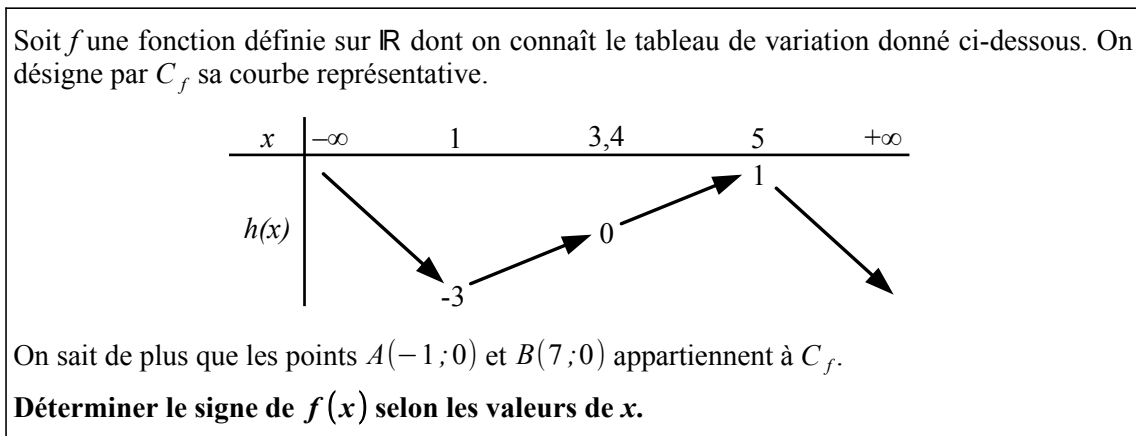 Soit f une fonction définie sur ℝ dont on connaît le tableau de variation donné ci-dessous. On
désigne par C_f sa courbe représentative.
x –∞ 1 3,4 5 +∞
1
h(x) 0
-3
On sait de plus que les points A(−1;0) et B(7;0) appartiennent à C_f.
Déterminer le signe de f(x) selon les valeurs de x.